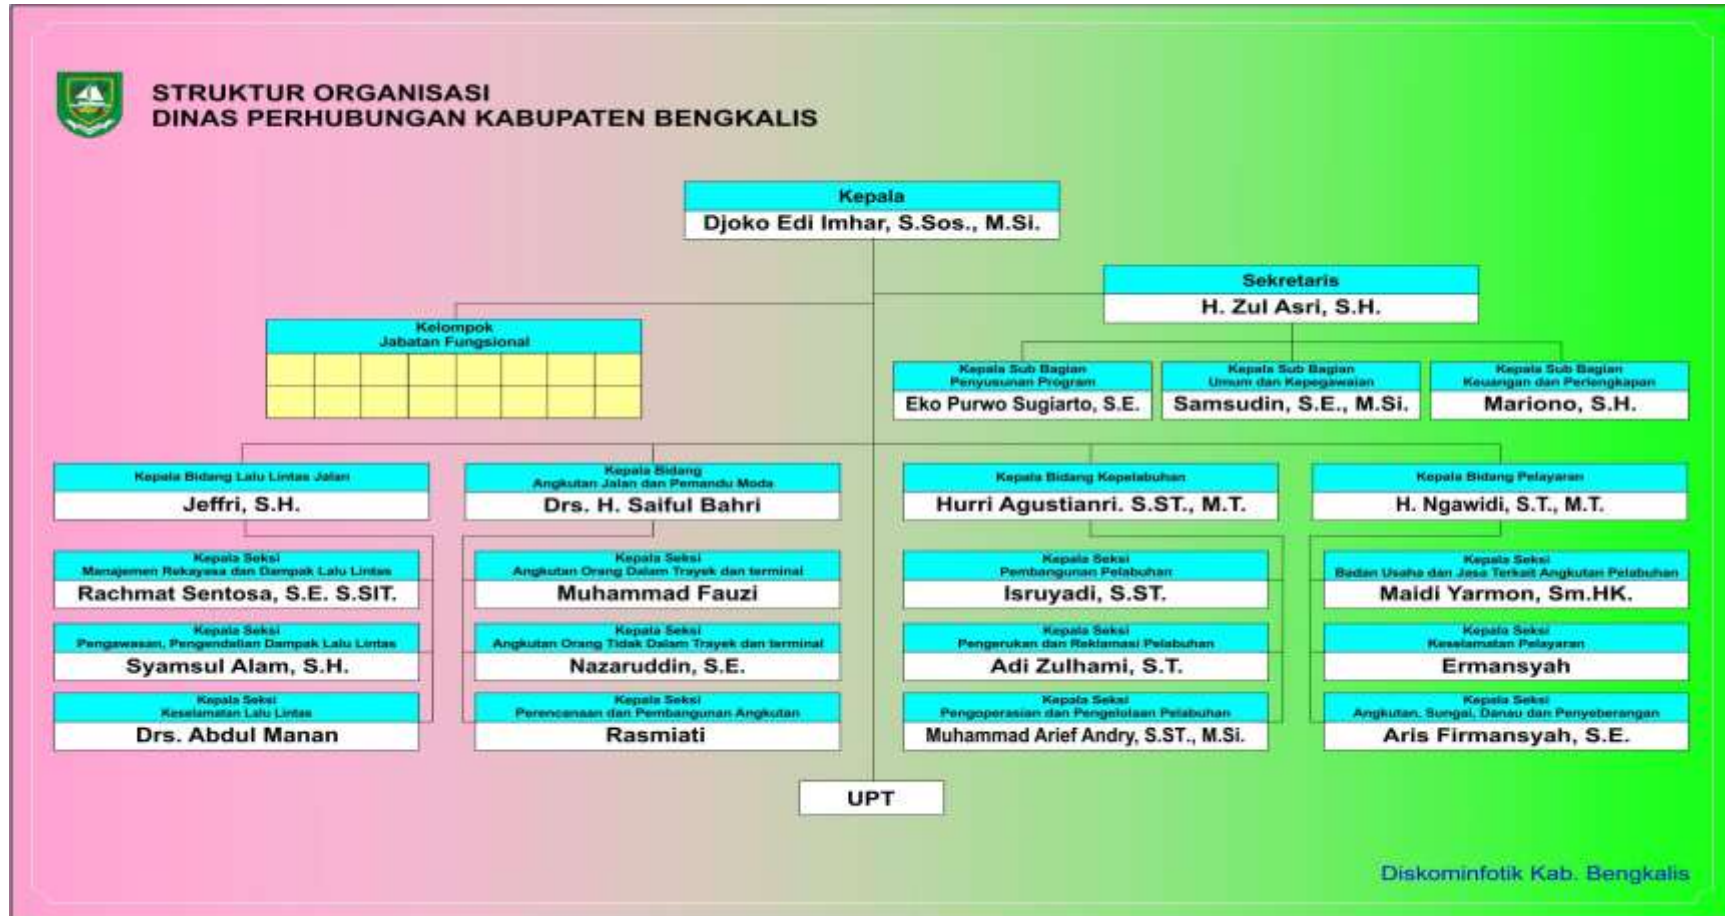 STRUKTUR ORGANISASI
DINAS PERHUBUNGAN KABUPATEN BENGKALIS
Kepala
Djoko Edi Imhar, S.Sos., M.Si.
Sekretaris
H. Zul Asri, S.H.
Kelompok
Jabatan Fungsional
Kepala Sub Bagian
Penyusunan Program
Eko Purwo Sugiarto, S.E.
Kepala Sub Bagian
Umum dan Kepegawaian
Samsudin, S.E., M.Si.
Kepala Sub Bagian
Keuangan dan Perlengkapan
Mariono, S.H.
Kepala Bidang Lalu Lintas Jalan
Jeffri, S.H.
Kepala Seksi
Manajemen Rekayasa dan Dampak Lalu Lintas
Rachmat Sentosa, S.E. S.SIT.
Kepala Seksi
Pengawasan, Pengendalian Dampak Lalu Lintas
Syamsul Alam, S.H.
Kepala Seksi
Keselamatan Lalu Lintas
Drs. Abdul Manan
Kepala Bidang
Angkutan Jalan dan Pemandu Moda
Drs. H. Saiful Bahri
Kepala Seksi
Angkutan Orang Dalam Trayek dan terminal
Muhammad Fauzi
Kepala Seksi
Angkutan Orang Tidak Dalam Trayek dan terminal
Nazaruddin, S.E.
Kepala Seksi
Perencanaan dan Pembangunan Angkutan
Rasmiati
Kepala Bidang Kepelabuhan
Hurri Agustianri. S.ST., M.T.
Kepala Seksi
Pembangunan Pelabuhan
Isruyadi, S.ST.
Kepala Seksi
Pengerukan dan Reklamasi Pelabuhan
Adi Zulhami, S.T.
Kepala Seksi
Pengoperasian dan Pengelolaan Pelabuhan
Muhammad Arief Andry, S.ST., M.Si.
Kepala Bidang Pelayaran
H. Ngawidi, S.T., M.T.
Kepala Seksi
Badan Usaha dan Jasa Terkait Angkutan Pelabuhan
Maidi Yarmon, Sm.HK.
Kepala Seksi
Keselamatan Pelayaran
Ermansyah
Kepala Seksi
Angkutan, Sungai, Danau dan Penyeberangan
Aris Firmansyah, S.E.
UPT
Diskominfotik Kab. Bengkalis